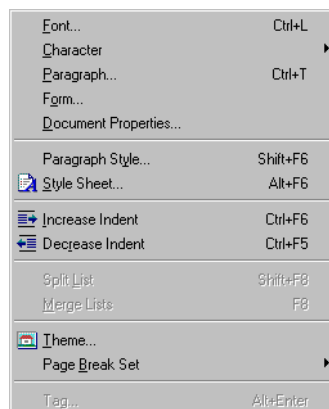 Font... Ctrl+L
Character
Paragraph... Ctrl+T
Form...
Document Properties...
Paragraph Style... Shift+F6
Style Sheet... Alt+F6
Increase Indent Ctrl+F6
Decrease Indent Ctrl+F5
Split List Shift+F8
Merge Lists F8
Theme...
Page Break Set
Tag... Alt+Enter